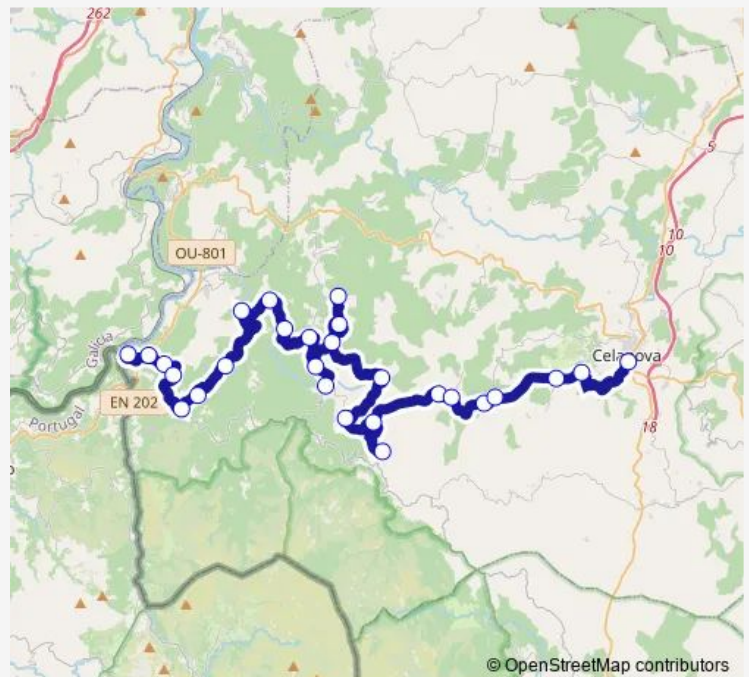 262
5
10
10
OU-801
Galicia
Celanova
EN 202
Portugal
18
© OpenStreetMap contributors